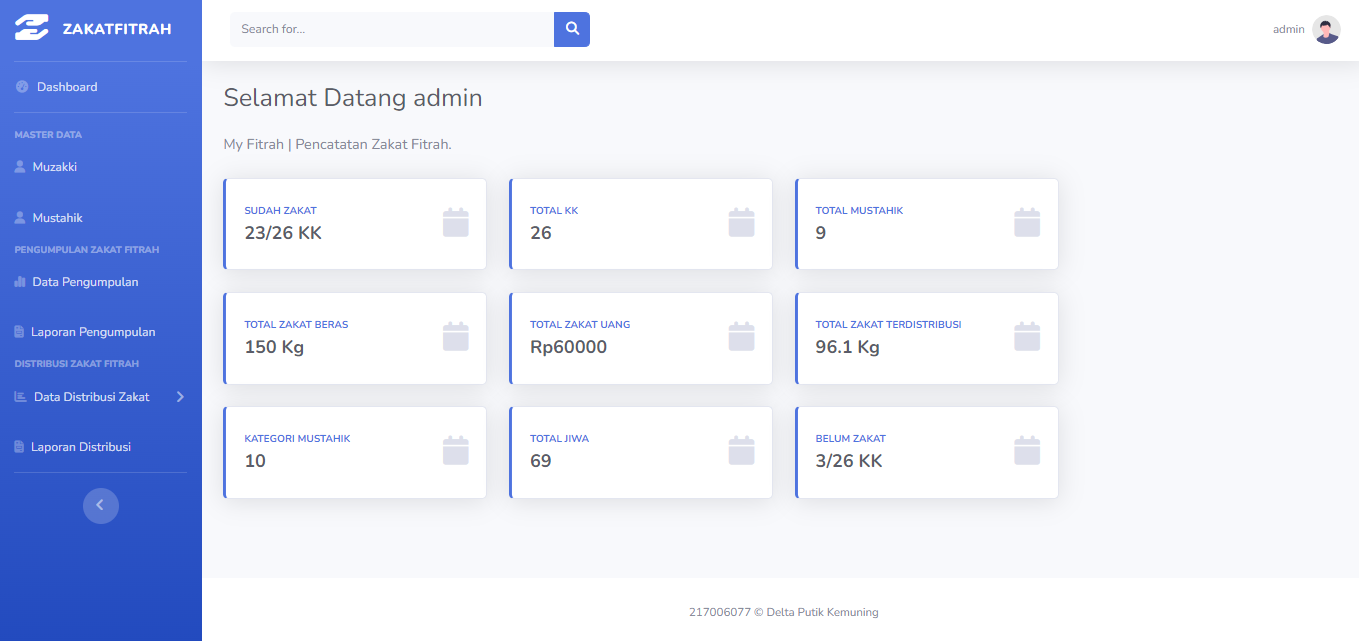 ZAKATFITRAH
Dashboard
MASTER DATA
Muzakki
Mustahik
PENGUMPULAN ZAKAT FITRAH
Data Pengumpulan
Laporan Pengumpulan
DISTRIBUSI ZAKAT FITRAH
Data Distribusi Zakat
Laporan Distribusi
Search for...
admin
Selamat Datang admin
My Fitrah | Pencatatan Zakat Fitrah.
SUDAH ZAKAT
23/26 KK
TOTAL KK
26
TOTAL MUSTAHIK
9
TOTAL ZAKAT BERAS
150 Kg
TOTAL ZAKAT UANG
Rp60000
TOTAL ZAKAT TERDISTRIBUSI
96.1 Kg
KATEGORI MUSTAHIK
10
TOTAL JIWA
69
BELUM ZAKAT
3/26 KK
217006077 © Delta Putik Kemuning